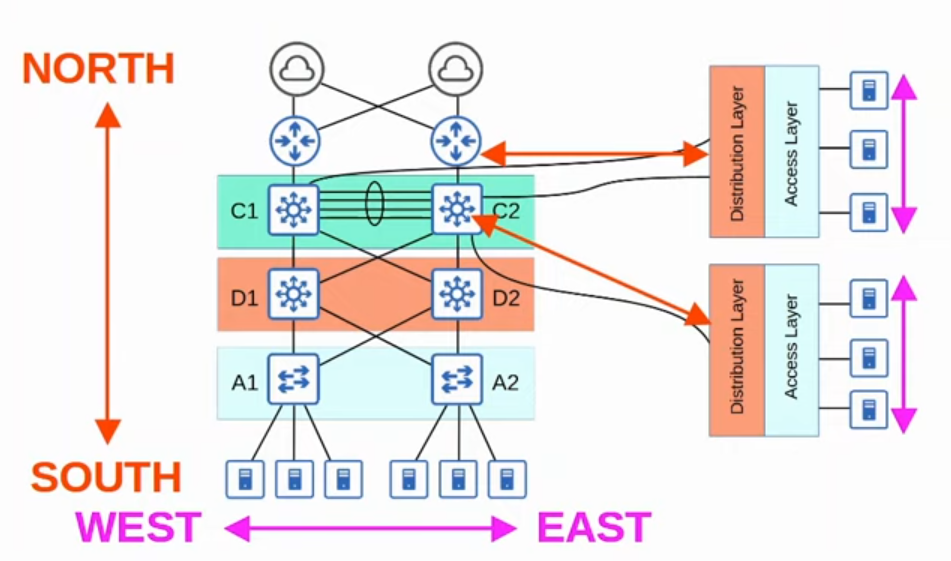 NORTH
C1
C2
D1
D2
A1
A2
SOUTH
WEST
EAST
Distribution Layer
Access Layer
Distribution Layer
Access Layer